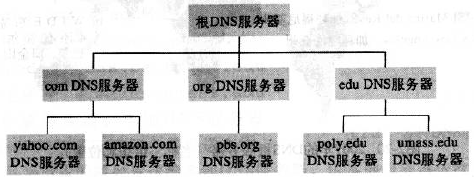 根DNS服务器
com DNS服务器
org DNS服务器
edu DNS服务器
yahoo.com
DNS服务器
amazon.com
DNS服务器
pbs.org
DNS服务器
poly.edu
DNS服务器
umass.edu
DNS服务器